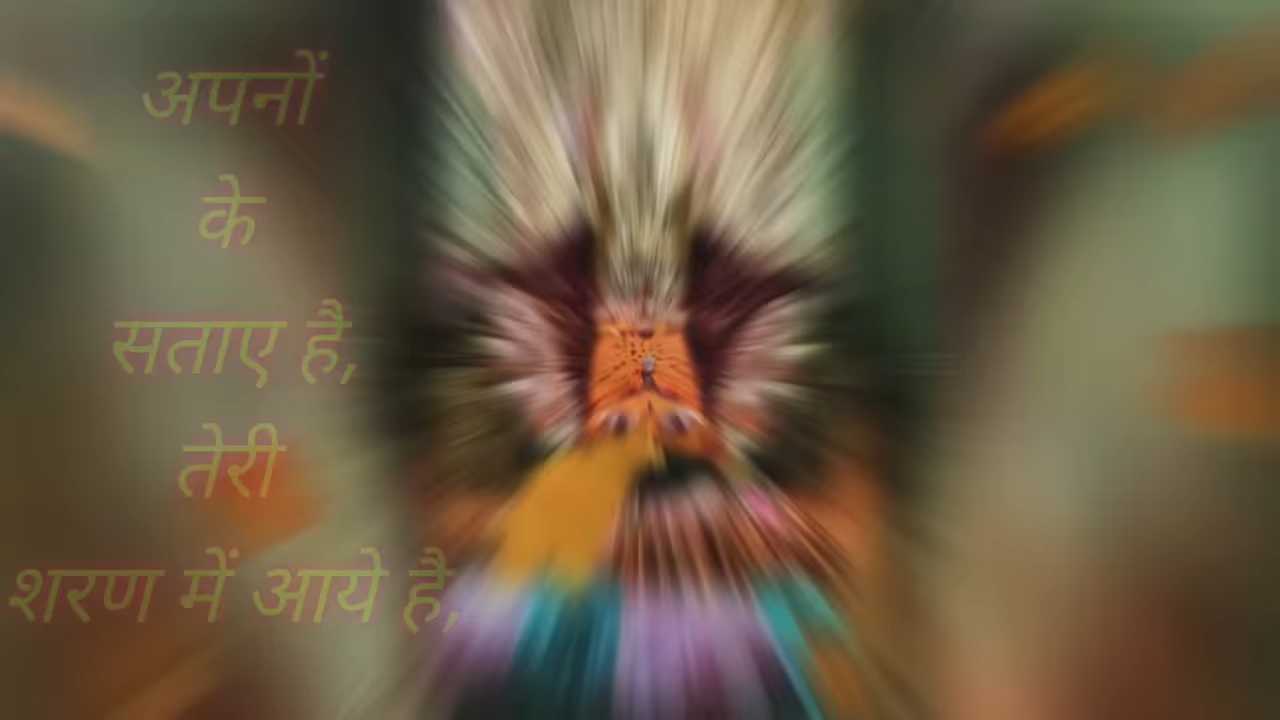 अपनों
के
सताए है,
तेरी
शरण में आये है,